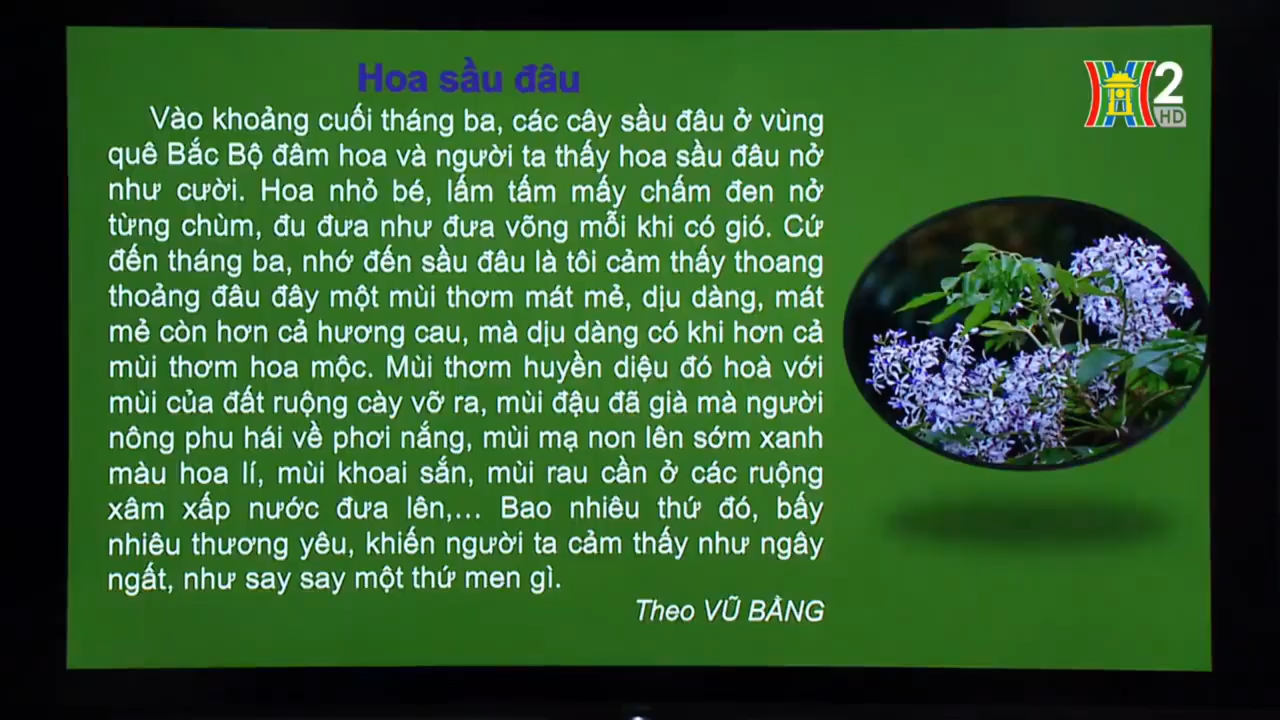 Hoa sầu đâu
Vào khoảng cuối tháng ba, các cây sầu đâu ở vùng
quê Bắc Bộ đâm hoa và người ta thấy hoa sầu đâu nở
như cười. Hoa nhỏ bé, lấm tấm mấy chấm đen nở
từng chùm, đu đưa như đưa võng mỗi khi có gió. Cứ
đến tháng ba, nhớ đến sầu đâu là tôi cảm thấy thoang
thoảng đâu đây một mùi thơm mát mẻ, dịu dàng, mát
mẻ còn hơn cả hương cau, mà dịu dàng có khi hơn cả
mùi thơm hoa mộc. Mùi thơm huyền diệu đó hoà với
mùi của đất ruộng cày vỡ ra, mùi đậu đã già mà người
nông phu hái về phơi nắng, mùi mạ non lên sớm xanh
màu hoa lí, mùi khoai sắn, mùi rau cần ở các ruộng
xâm xấp nước đưa lên,... Bao nhiêu thứ đó, bấy
nhiêu thương yêu, khiến người ta cảm thấy như ngây
ngất, như say say một thứ men gì.
Theo VŨ BẰNG
H2
HD